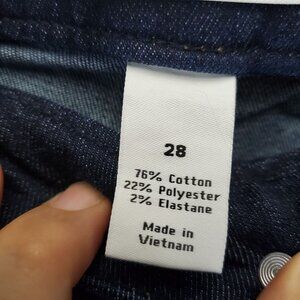 28
76% Cotton
22% Polyester
2% Elastane
Made in
Vietnam